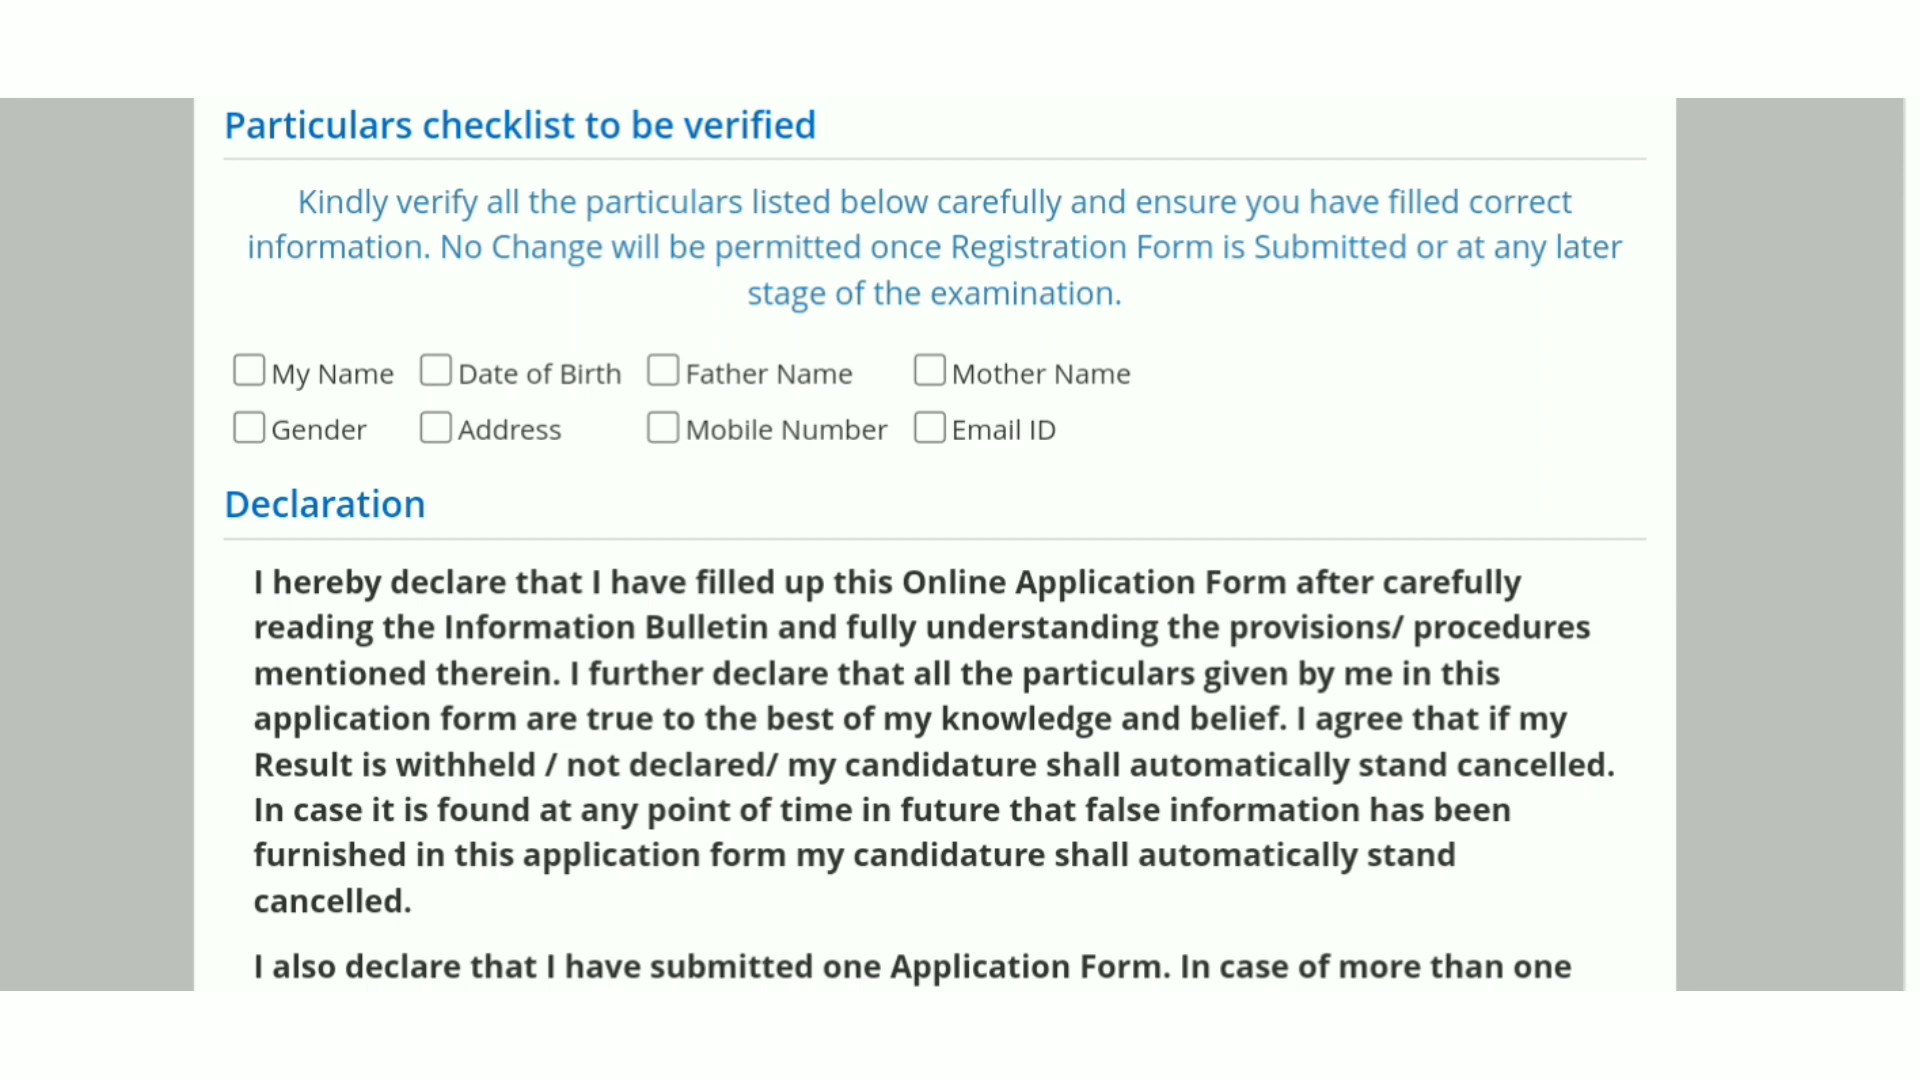 Particulars checklist to be verified
Kindly verify all the particulars listed below carefully and ensure you have filled correct
information. No Change will be permitted once Registration Form is Submitted or at any later
stage of the examination.
My Name Date of Birth Father Name Mother Name
Gender Address Mobile Number Email ID
Declaration
I hereby declare that I have filled up this Online Application Form after carefully
reading the Information Bulletin and fully understanding the provisions/ procedures
mentioned therein. I further declare that all the particulars given by me in this
application form are true to the best of my knowledge and belief. I agree that if my
Result is withheld / not declared/ my candidature shall automatically stand cancelled.
In case it is found at any point of time in future that false information has been
furnished in this application form my candidature shall automatically stand
cancelled.
I also declare that I have submitted one Application Form. In case of more than one